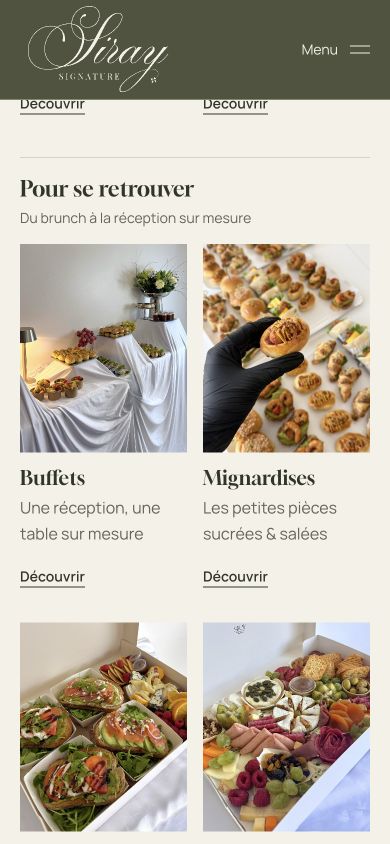 Siray
SIGNATURE
Menu
Découvrir
Découvrir
Pour se retrouver
Du brunch à la réception sur mesure
Buffets
Mignardises
Une réception, une
table sur mesure
Les petites pièces
sucrées & salées
Découvrir
Découvrir